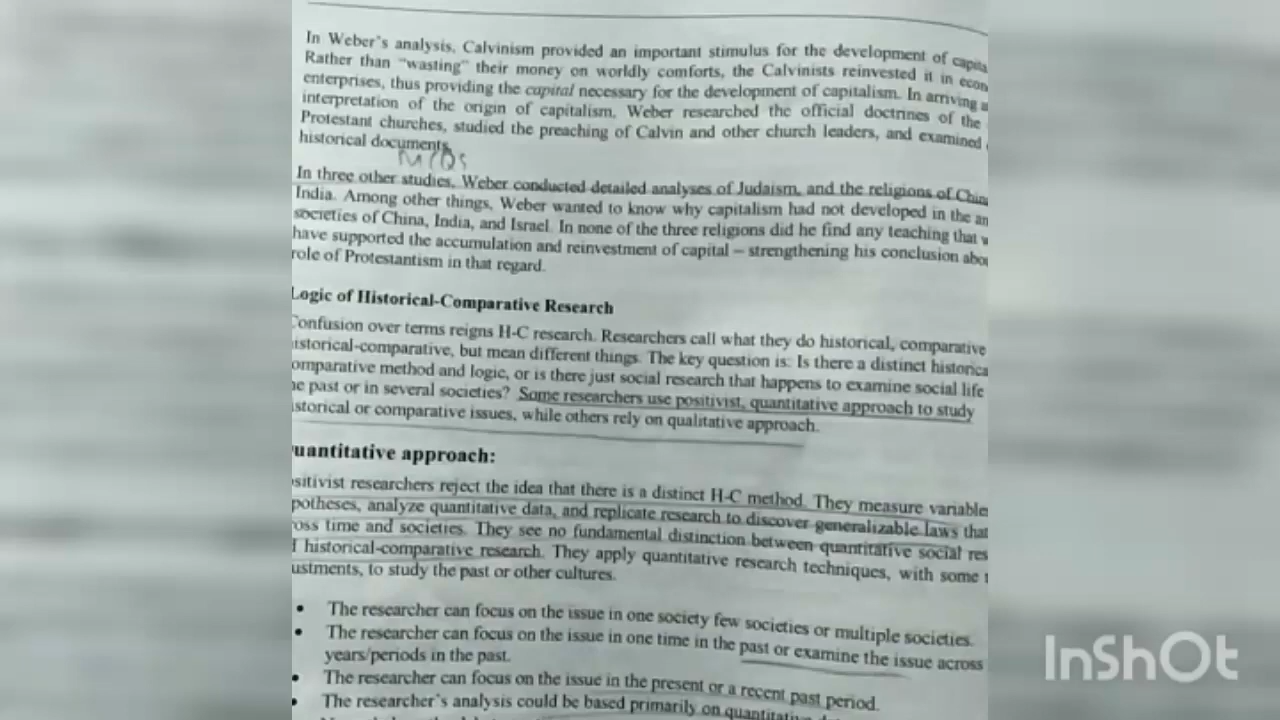 In Weber's analysis, Calvinism provided an important stimulus for the development of capita
Rather than "wasting" their money on worldly comforts, the Calvinists reinvested it in econ
enterprises, thus providing the capital necessary for the development of capitalism. In arriving a
interpretation of the origin of capitalism, Weber researched the official doctrines of the
Protestant churches, studied the preaching of Calvin and other church leaders, and examined
historical documents.
MCQs
In three other studies, Weber conducted detailed analyses of Judaism, and the religions of Chin
India. Among other things, Weber wanted to know why capitalism had not developed in the an
societies of China, India, and Israel. In none of the three religions did he find any teaching that w
have supported the accumulation and reinvestment of capital – strengthening his conclusion abou
role of Protestantism in that regard.
Logic of Historical-Comparative Research
Confusion over terms reigns H-C research. Researchers call what they do historical, comparative
istorical-comparative, but mean different things. The key question is: Is there a distinct historica
omparative method and logic, or is there just social research that happens to examine social life
he past or in several societies? Some researchers use positivist, quantitative approach to study
istorical or comparative issues, while others rely on qualitative approach.
uantitative approach:
sitivist researchers reject the idea that there is a distinct H-C method. They measure variable
potheses, analyze quantitative data, and replicate research to discover generalizable laws that
oss time and societies. They see no fundamental distinction between quantitative social res
historical-comparative research. They apply quantitative research techniques, with some
ustments, to study the past or other cultures.
• The researcher can focus on the issue in one society few societies or multiple societies.
• The researcher can focus on the issue in one time in the past or examine the issue across
years/periods in the past.
• The researcher can focus on the issue in the present or a recent past period.
• The researcher's analysis could be based primarily on quantitative
InShOt